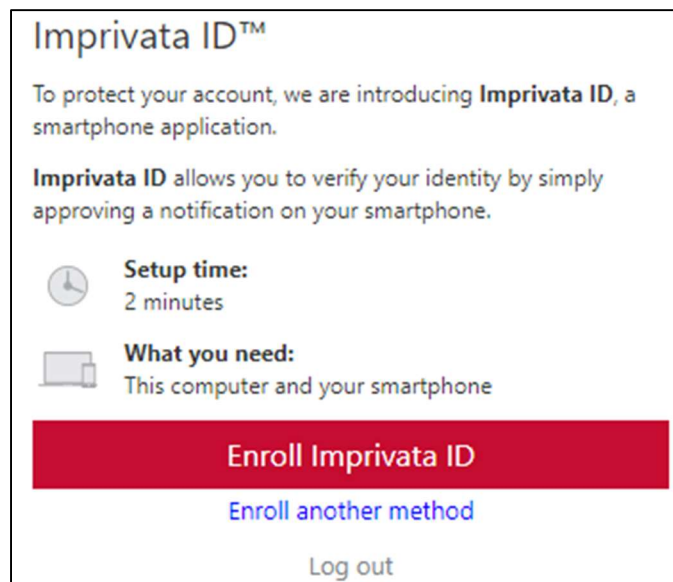 Imprivata ID™
To protect your account, we are introducing Imprivata ID, a
smartphone application.
Imprivata ID allows you to verify your identity by simply
approving a notification on your smartphone.
Setup time:
2 minutes
What you need:
This computer and your smartphone
Enroll Imprivata ID
Enroll another method
Log out